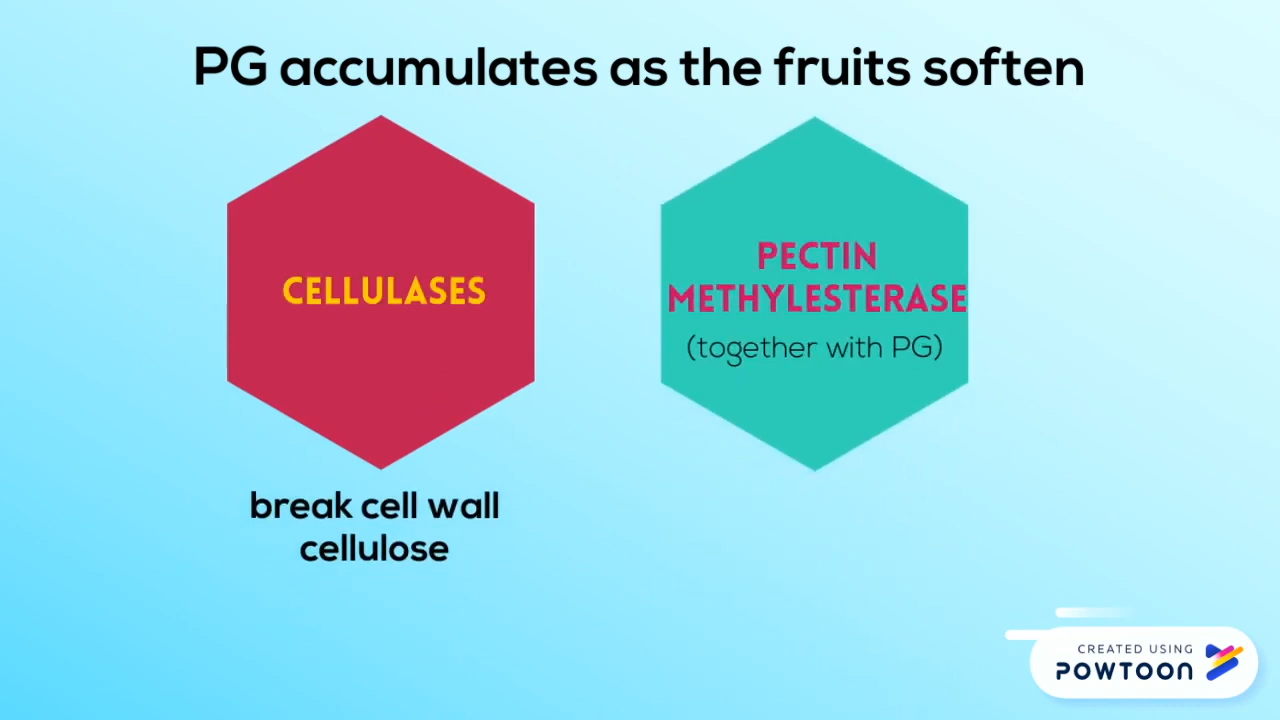 PG accumulates as the fruits soften
CELLULASES
break cell wall
cellulose
PECTIN
METHYLESTERASE
(together with PG)
CREATED USING
POWTOON